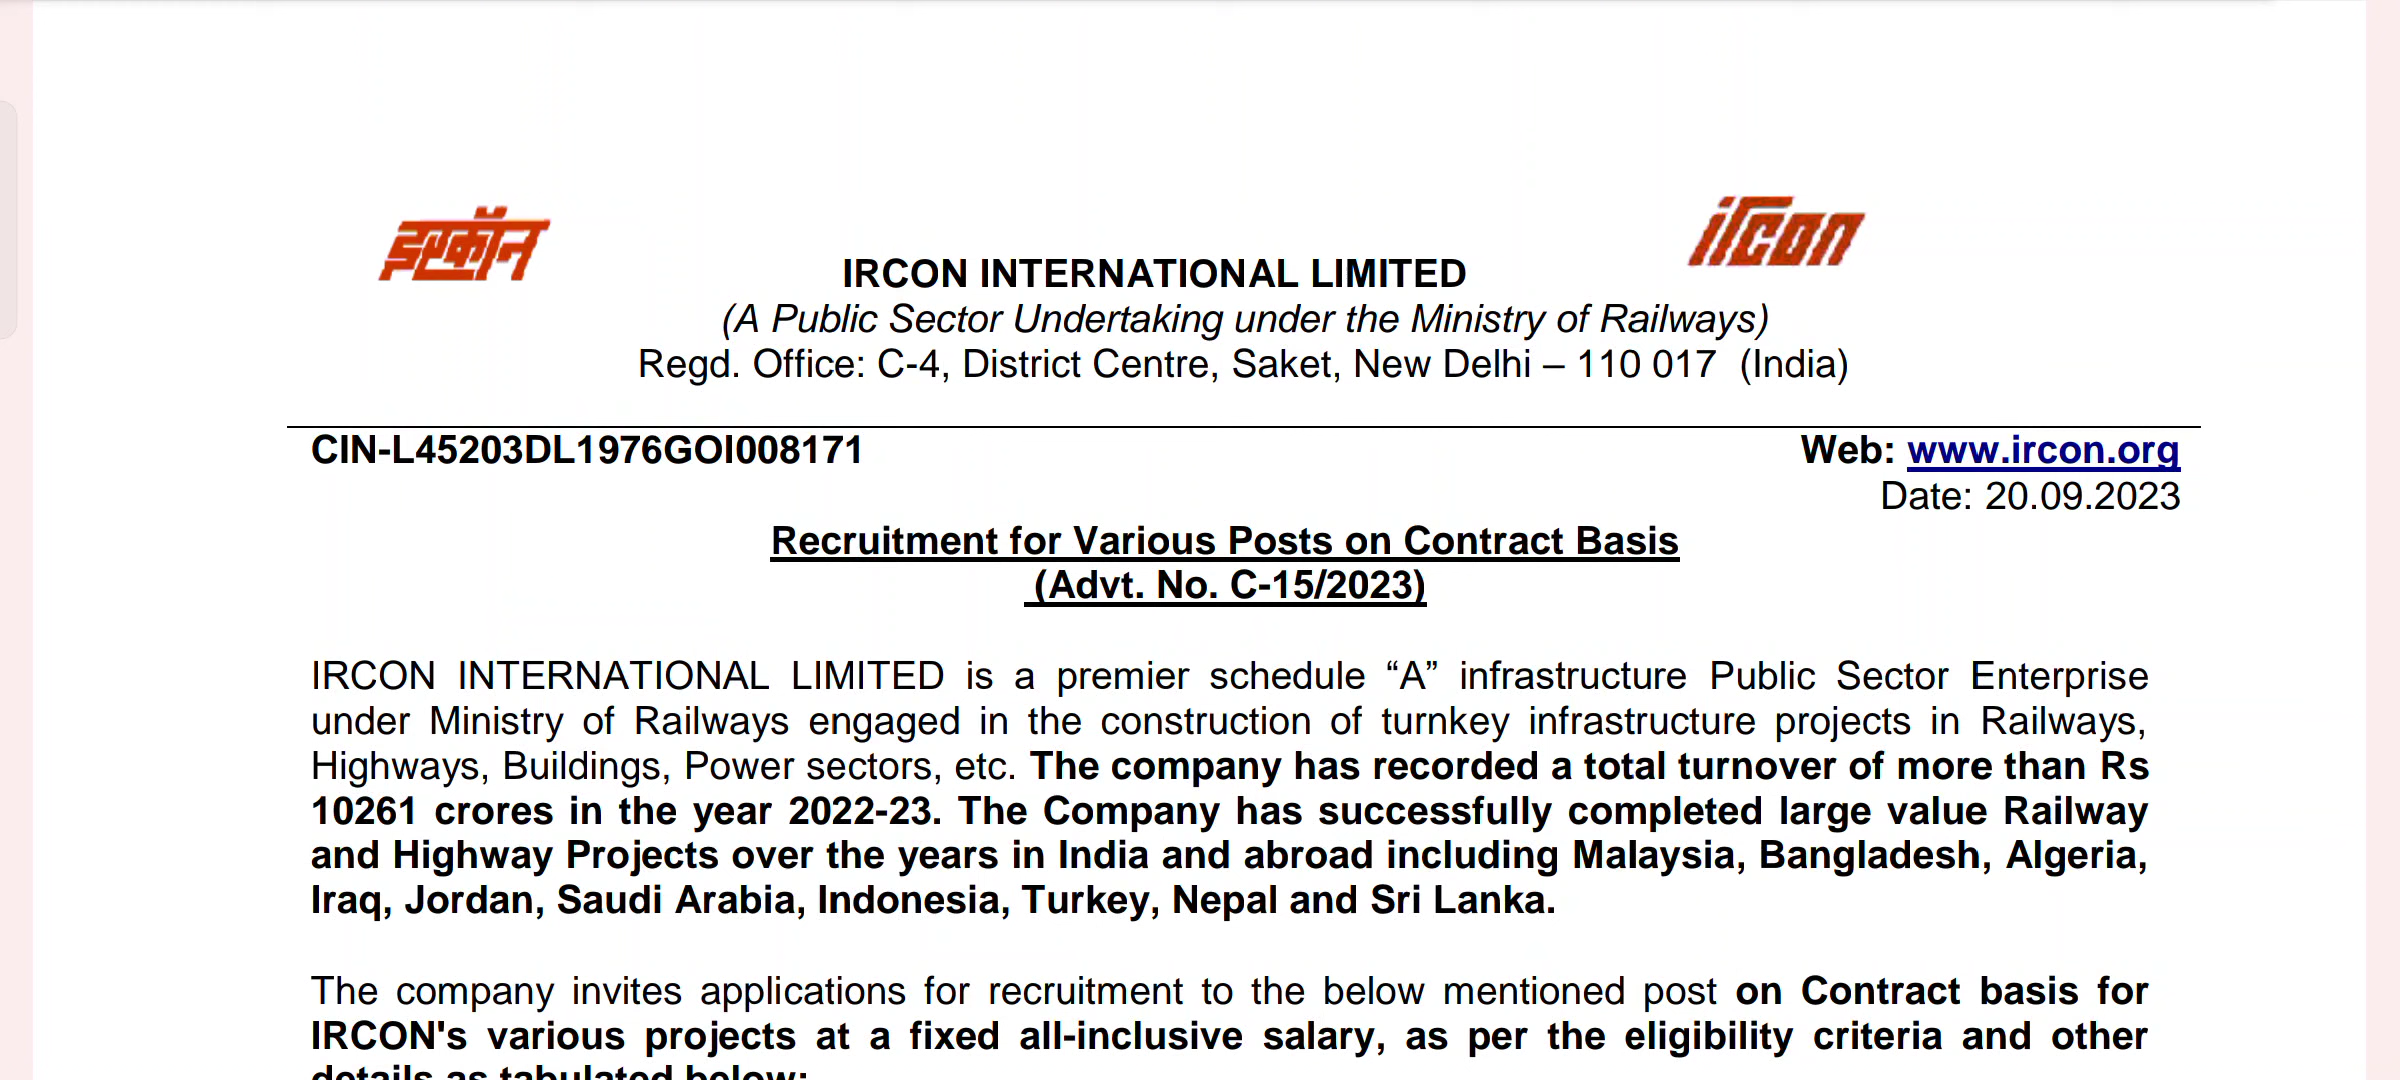 इरकॉन
ircon
IRCON INTERNATIONAL LIMITED
(A Public Sector Undertaking under the Ministry of Railways)
Regd. Office: C-4, District Centre, Saket, New Delhi – 110 017 (India)
CIN-L45203DL1976GOI008171
Web: www.ircon.org
Date: 20.09.2023
Recruitment for Various Posts on Contract Basis
(Advt. No. C-15/2023)
IRCON INTERNATIONAL LIMITED is a premier schedule “A” infrastructure Public Sector Enterprise
under Ministry of Railways engaged in the construction of turnkey infrastructure projects in Railways,
Highways, Buildings, Power sectors, etc. The company has recorded a total turnover of more than Rs
10261 crores in the year 2022-23. The Company has successfully completed large value Railway
and Highway Projects over the years in India and abroad including Malaysia, Bangladesh, Algeria,
Iraq, Jordan, Saudi Arabia, Indonesia, Turkey, Nepal and Sri Lanka.
The company invites applications for recruitment to the below mentioned post on Contract basis for
IRCON's various projects at a fixed all-inclusive salary, as per the eligibility criteria and other
details as tabulated below: